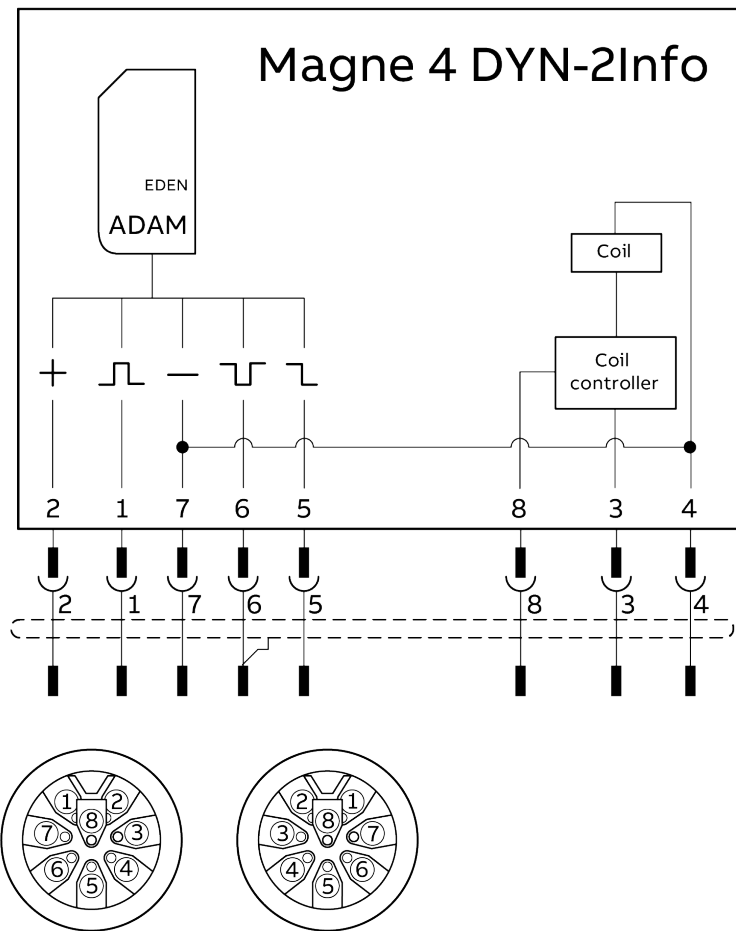 Magne 4 DYN-2Info
EDEN
ADAM
Coil
Coil
controller
2 1 7 6 5 8 3 4
2 1 7 6 5 8 3 4
1 2 2 1
8 8
7 3 3 7
6 4 4 6
5 5